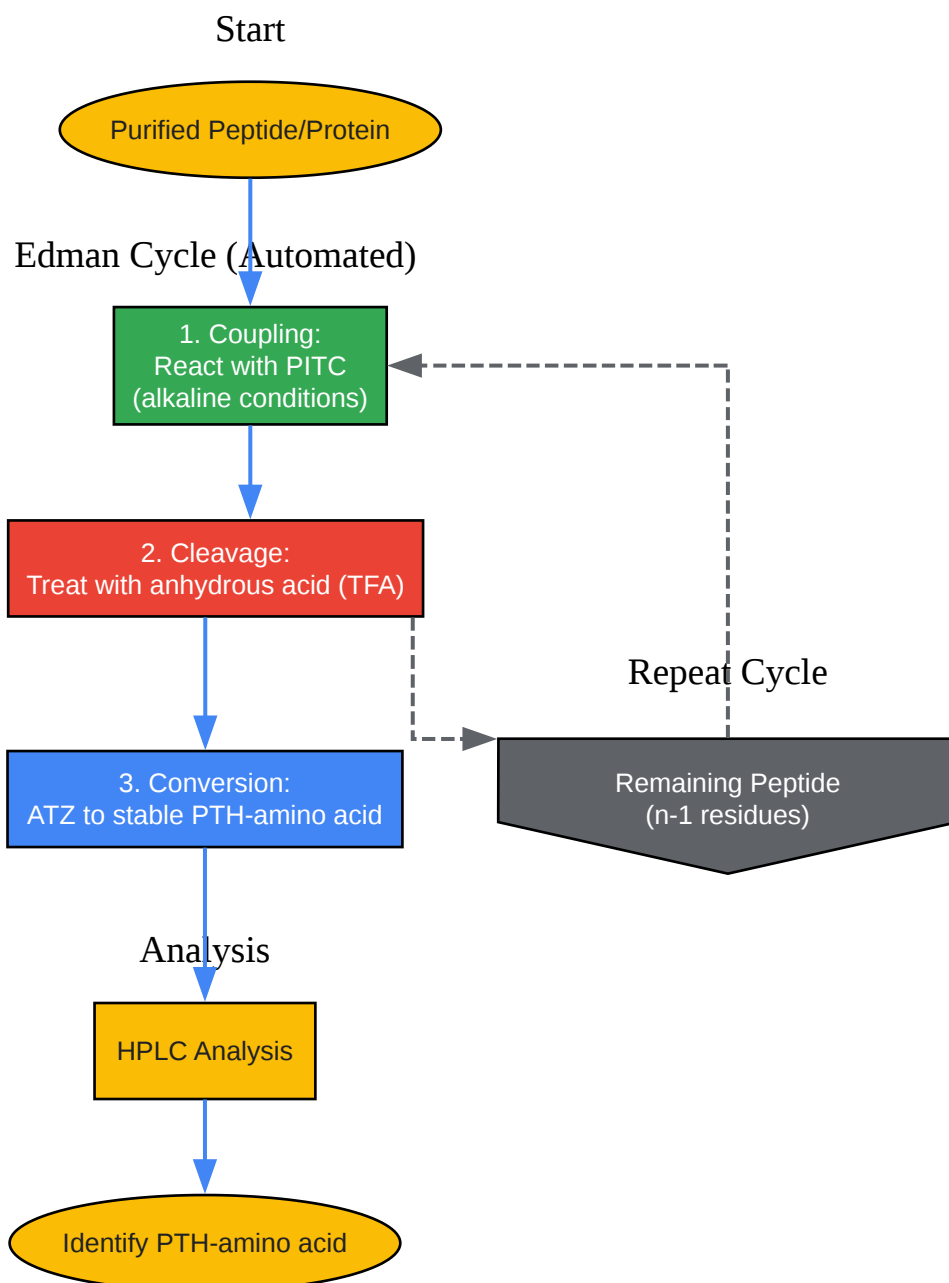 Start
Purified Peptide/Protein
Edman Cycle (Automated)
1. Coupling:
React with PITC
(alkaline conditions)
2. Cleavage:
Treat with anhydrous acid (TFA)
Repeat Cycle
3. Conversion:
ATZ to stable PTH-amino acid
Remaining Peptide
(n-1 residues)
Analysis
HPLC Analysis
Identify PTH-amino acid